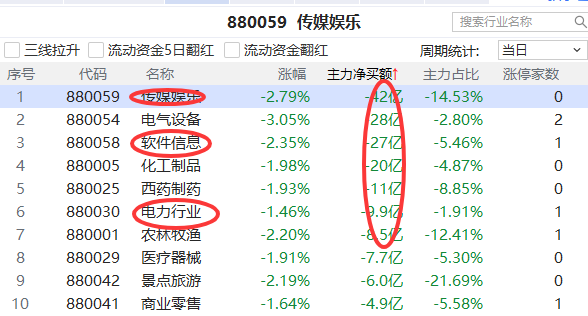 880059 传媒娱乐
搜索行业名称
三线拉升 流动资金5日翻红 流动资金翻红 周期统计: 当日
序号 代码 名称 涨幅 主力净买额↑ 主力占比 涨停家数
1 880059 传媒娱乐 -2.79% -42亿 -14.53% 0
2 880054 电气设备 -3.05% -28亿 -2.80% 2
3 880058 软件信息 -2.35% -27亿 -5.46% 1
4 880005 化工制品 -1.98% -20亿 -4.87% 0
5 880025 西药制药 -1.93% -11亿 -8.85% 0
6 880030 电力行业 -1.46% -9.9亿 -1.91% 1
7 880001 农林牧渔 -2.20% -8.5亿 -12.41% 1
8 880029 医疗器械 -1.91% -7.7亿 -5.30% 0
9 880042 景点旅游 -2.19% -6.0亿 -21.69% 0
10 880041 商业零售 -1.64% -4.9亿 -5.58% 1